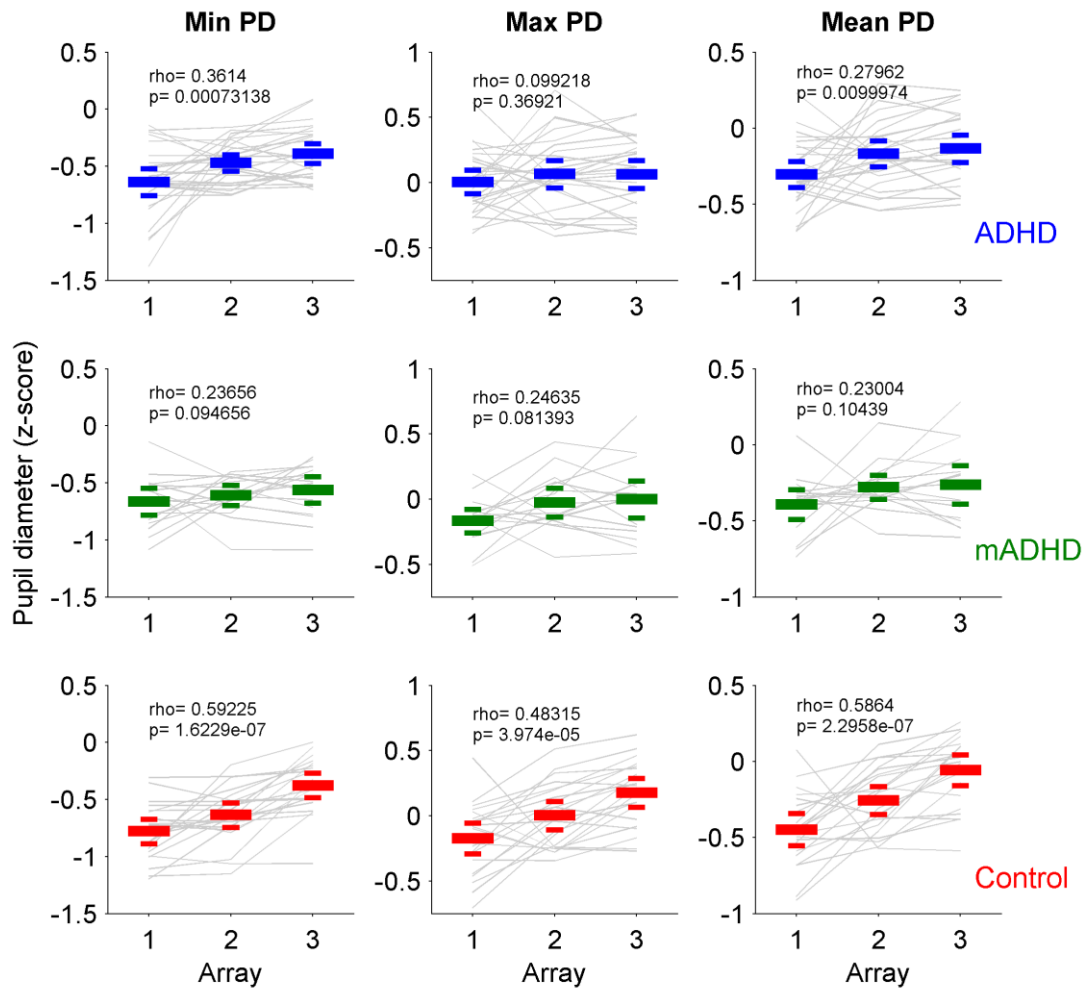 Min PD
Max PD
Mean PD
0.5
0
-0.5
-1
-1.5
rho= 0.3614
p= 0.00073138
1 2 3
1
0.5
0
-0.5
rho= 0.099218
p= 0.36921
1 2 3
0.5
0
-0.5
-1
rho= 0.27962
p= 0.0099974
1 2 3
ADHD
Pupil diameter (z-score)
0.5
0
-0.5
-1
-1.5
rho= 0.23656
p= 0.094656
1 2 3
1
0.5
0
-0.5
rho= 0.24635
p= 0.081393
1 2 3
0.5
0
-0.5
-1
rho= 0.23004
p= 0.10439
1 2 3
mADHD
0.5
0
-0.5
-1
-1.5
rho= 0.59225
p= 1.6229e-07
1 2 3
Array
1
0.5
0
-0.5
rho= 0.48315
p= 3.974e-05
1 2 3
Array
0.5
0
-0.5
-1
rho= 0.5864
p= 2.2958e-07
1 2 3
Array
Control